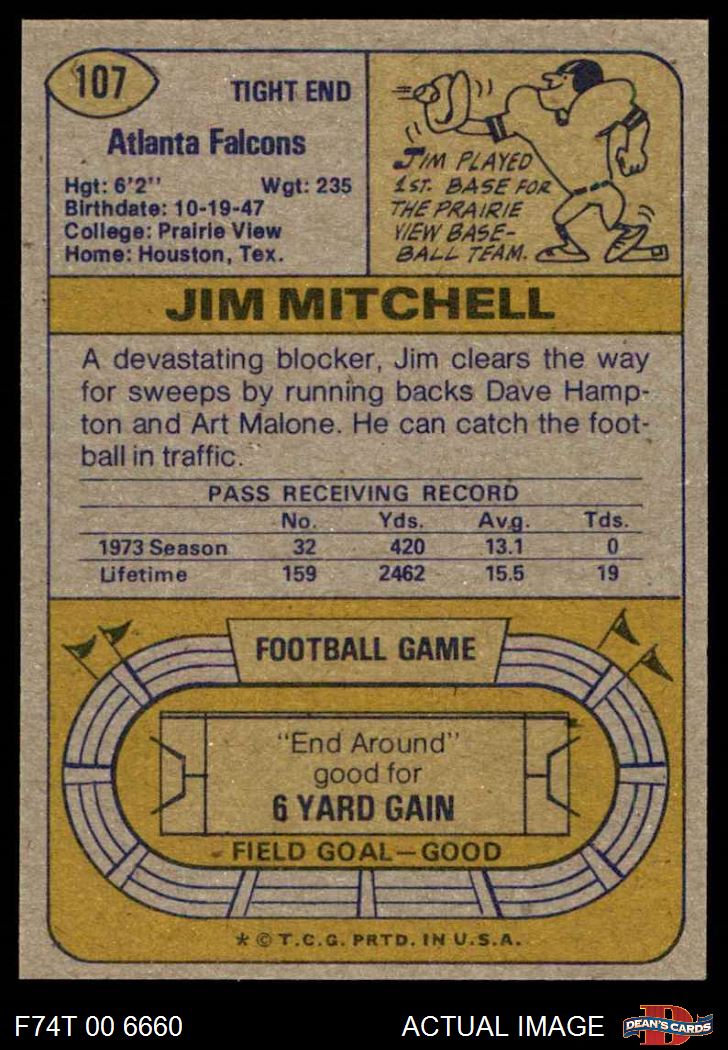 107
TIGHT END
Atlanta Falcons
Hgt: 6'2'' Wgt: 235
Birthdate: 10-19-47
College: Prairie View
Home: Houston, Tex.
JIM PLAYED
1ST. BASE FOR
THE PRAIRIE
VIEW BASE-
BALL TEAM.
JIM MITCHELL
A devastating blocker, Jim clears the way
for sweeps by running backs Dave Hamp-
ton and Art Malone. He can catch the foot-
ball in traffic.
PASS RECEIVING RECORD
No. Yds. Avg. Tds.
1973 Season 32 420 13.1 0
Lifetime 159 2462 15.5 19
FOOTBALL GAME
"End Around"
good for
6 YARD GAIN
FIELD GOAL—GOOD
* © T.C.G. PRTD. IN U.S.A.
F74T 00 6660 ACTUAL IMAGE
D
DEAN'S CARDS